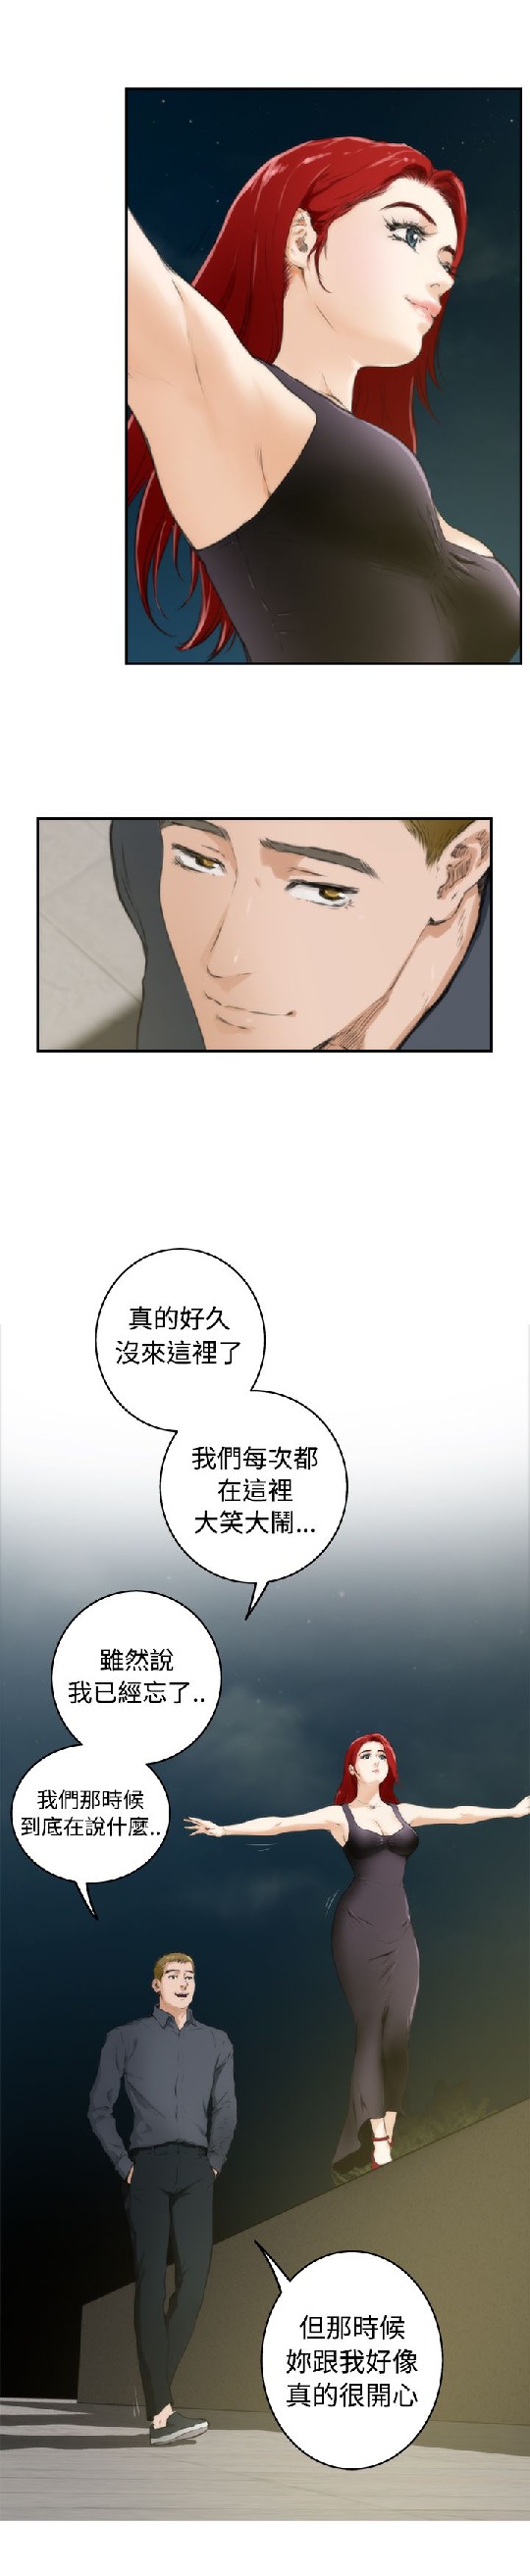 真的好久
沒來這裡了
我們每次都
在這裡
大笑大鬧...
雖然說
我已經忘了..
我們那時候
到底在說什麼..
但那時候
妳跟我好像
真的很開心